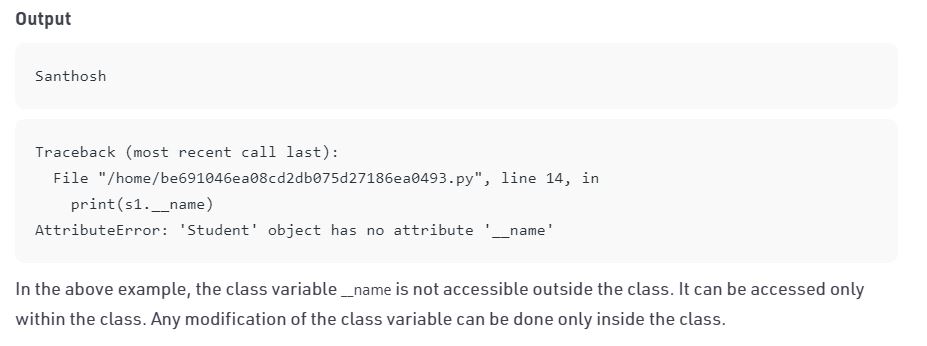 Output
Santhosh
Traceback (most recent call last):
File "/home/be691046ea08cd2db075d27186ea0493.py", line 14, in
print(s1.__name)
AttributeError: 'Student' object has no attribute '__name'
In the above example, the class variable __name is not accessible outside the class. It can be accessed only
within the class. Any modification of the class variable can be done only inside the class.